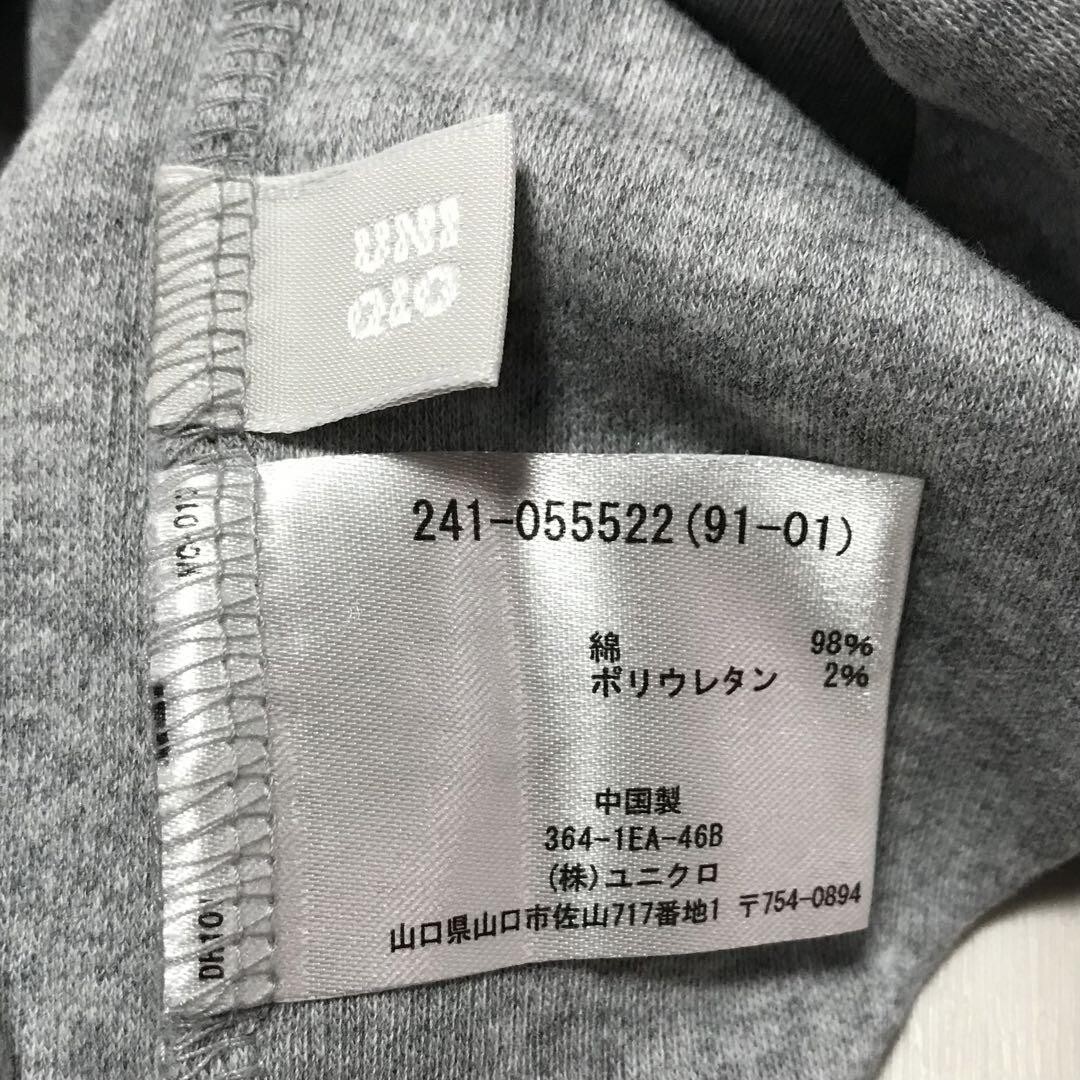 UNI
QLO
241-055522(91-01)
綿 98%
ポリウレタン 2%
中国製
364-1EA-46B
(株)ユニクロ
山口県山口市佐山717番地1 〒754-0894